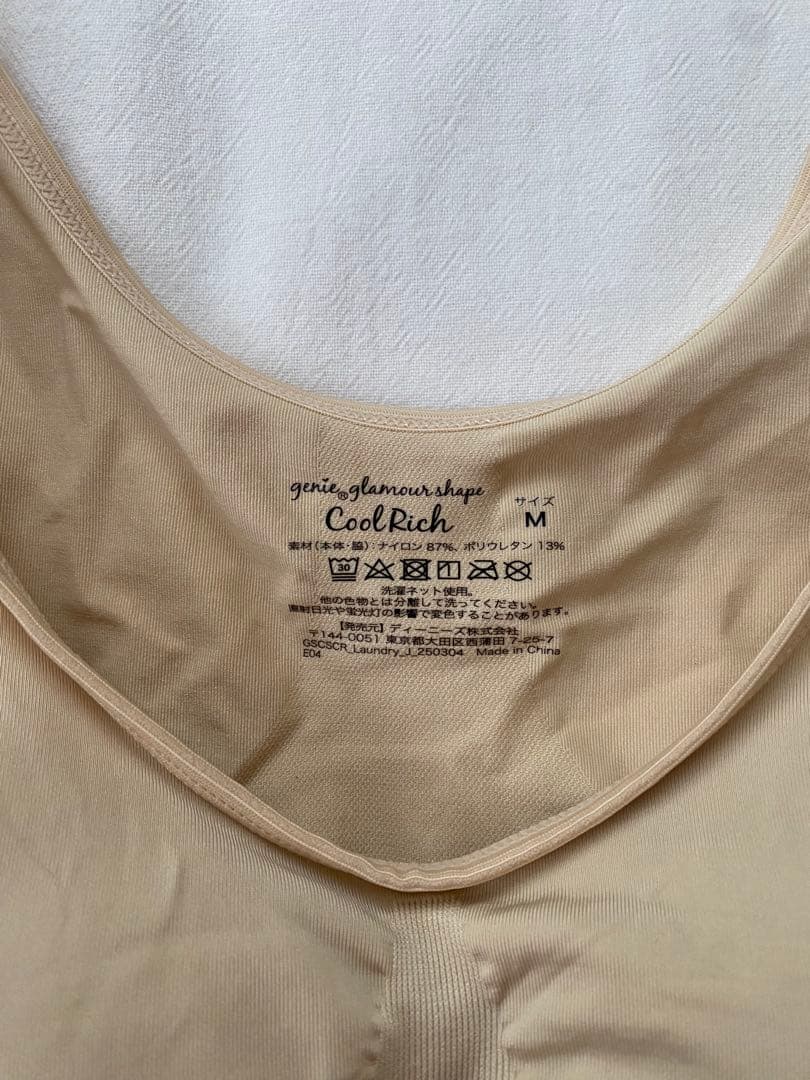 genie®glamour shape
CoolRich
サイズ
M
素材(本体・脇):ナイロン 87%、ポリウレタン 13%
30
洗濯ネット使用。
他の色物とは分離して洗ってください。
直射日光や蛍光灯の影響で変色することがあります。
【発売元】ディーニーズ株式会社
〒144-0051 東京都大田区西蒲田 7-25-7
GSCSCR_Laundry_J_250304 Made in China
E04